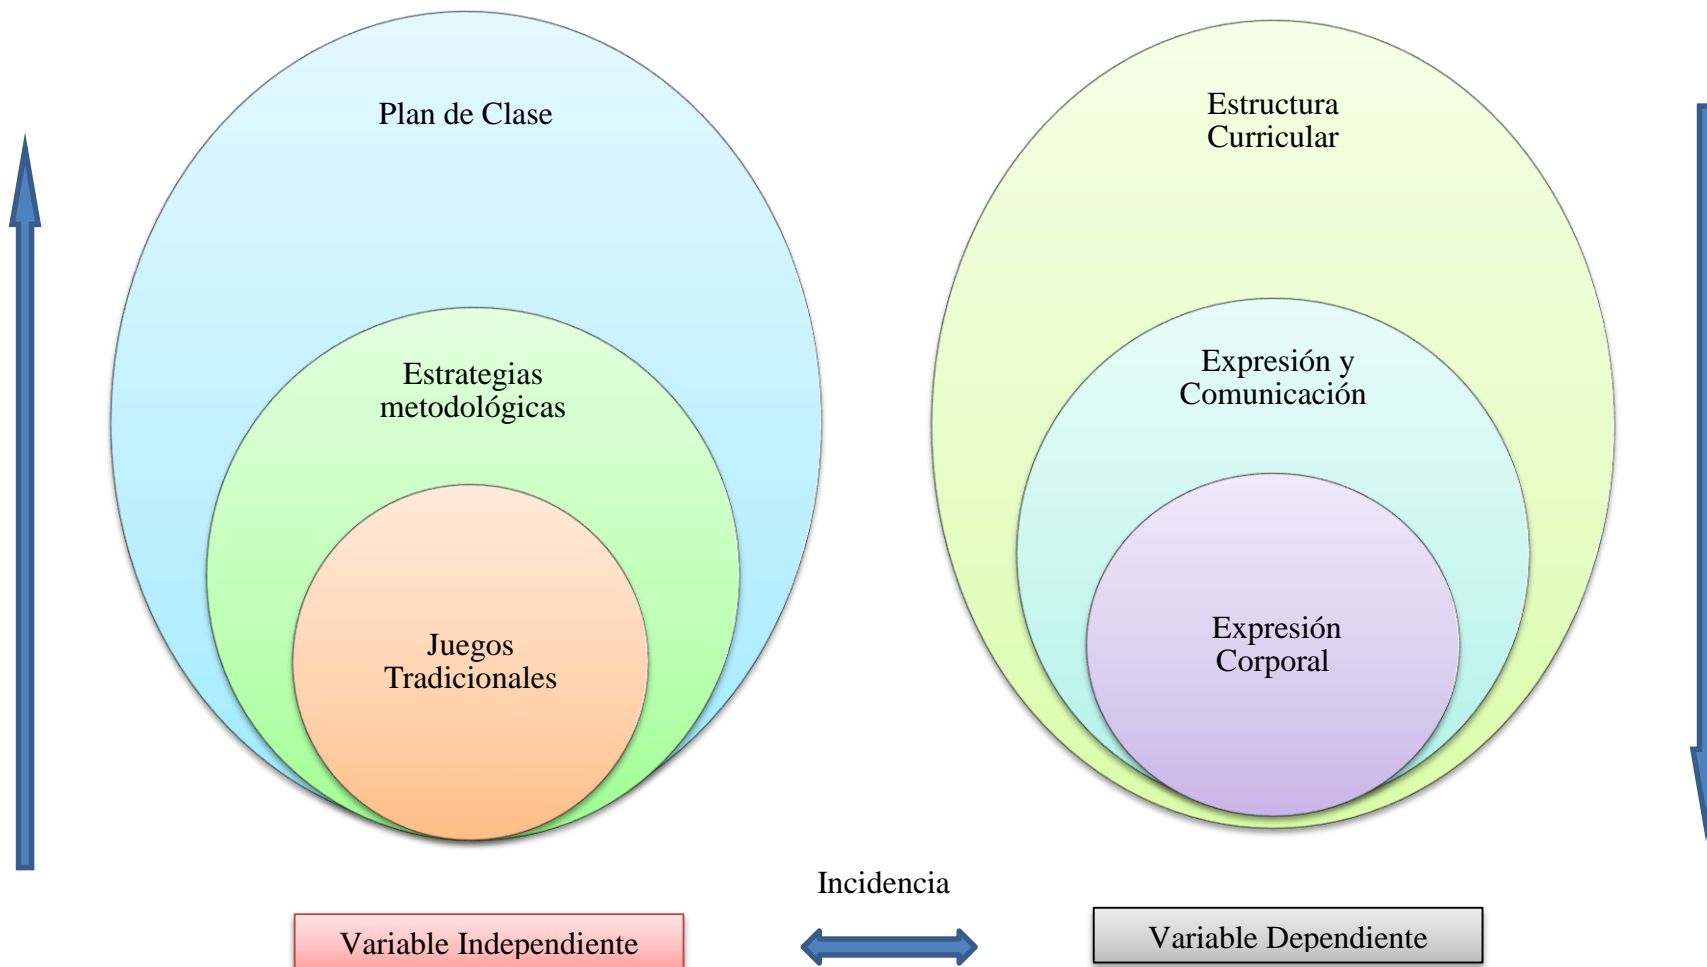 Plan de Clase
Estrategias
metodológicas
Juegos
Tradicionales
Estructura
Curricular
Expresión y
Comunicación
Expresión
Corporal
Incidencia
Variable Independiente
Variable Dependiente